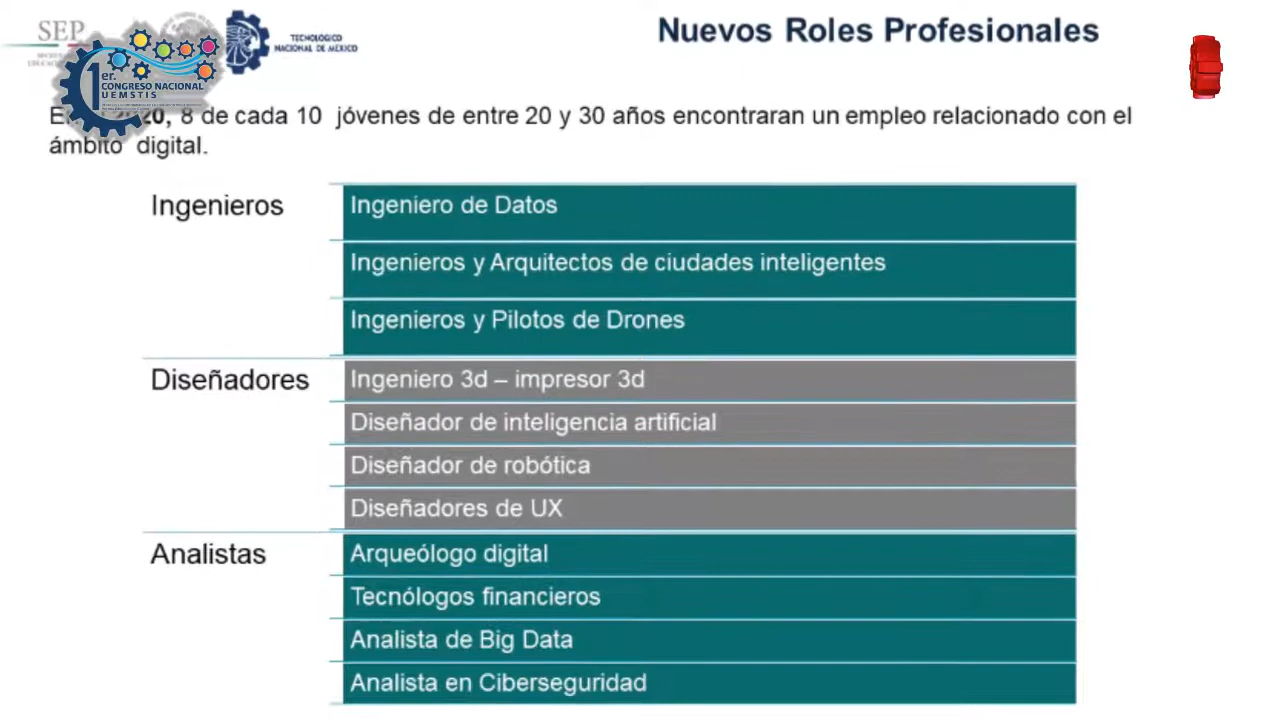 SEP
TECNOLÓGICO
NACIONAL DE MÉXICO
1er.
CONGRESO NACIONAL
UEMSTIS
Nuevos Roles Profesionales
20, 8 de cada 10 jóvenes de entre 20 y 30 años encontraran un empleo relacionado con el
ámbito digital.
Ingenieros
Ingeniero de Datos
Ingenieros y Arquitectos de ciudades inteligentes
Ingenieros y Pilotos de Drones
Diseñadores
Ingeniero 3d – impresor 3d
Diseñador de inteligencia artificial
Diseñador de robótica
Diseñadores de UX
Analistas
Arqueólogo digital
Tecnólogos financieros
Analista de Big Data
Analista en Ciberseguridad